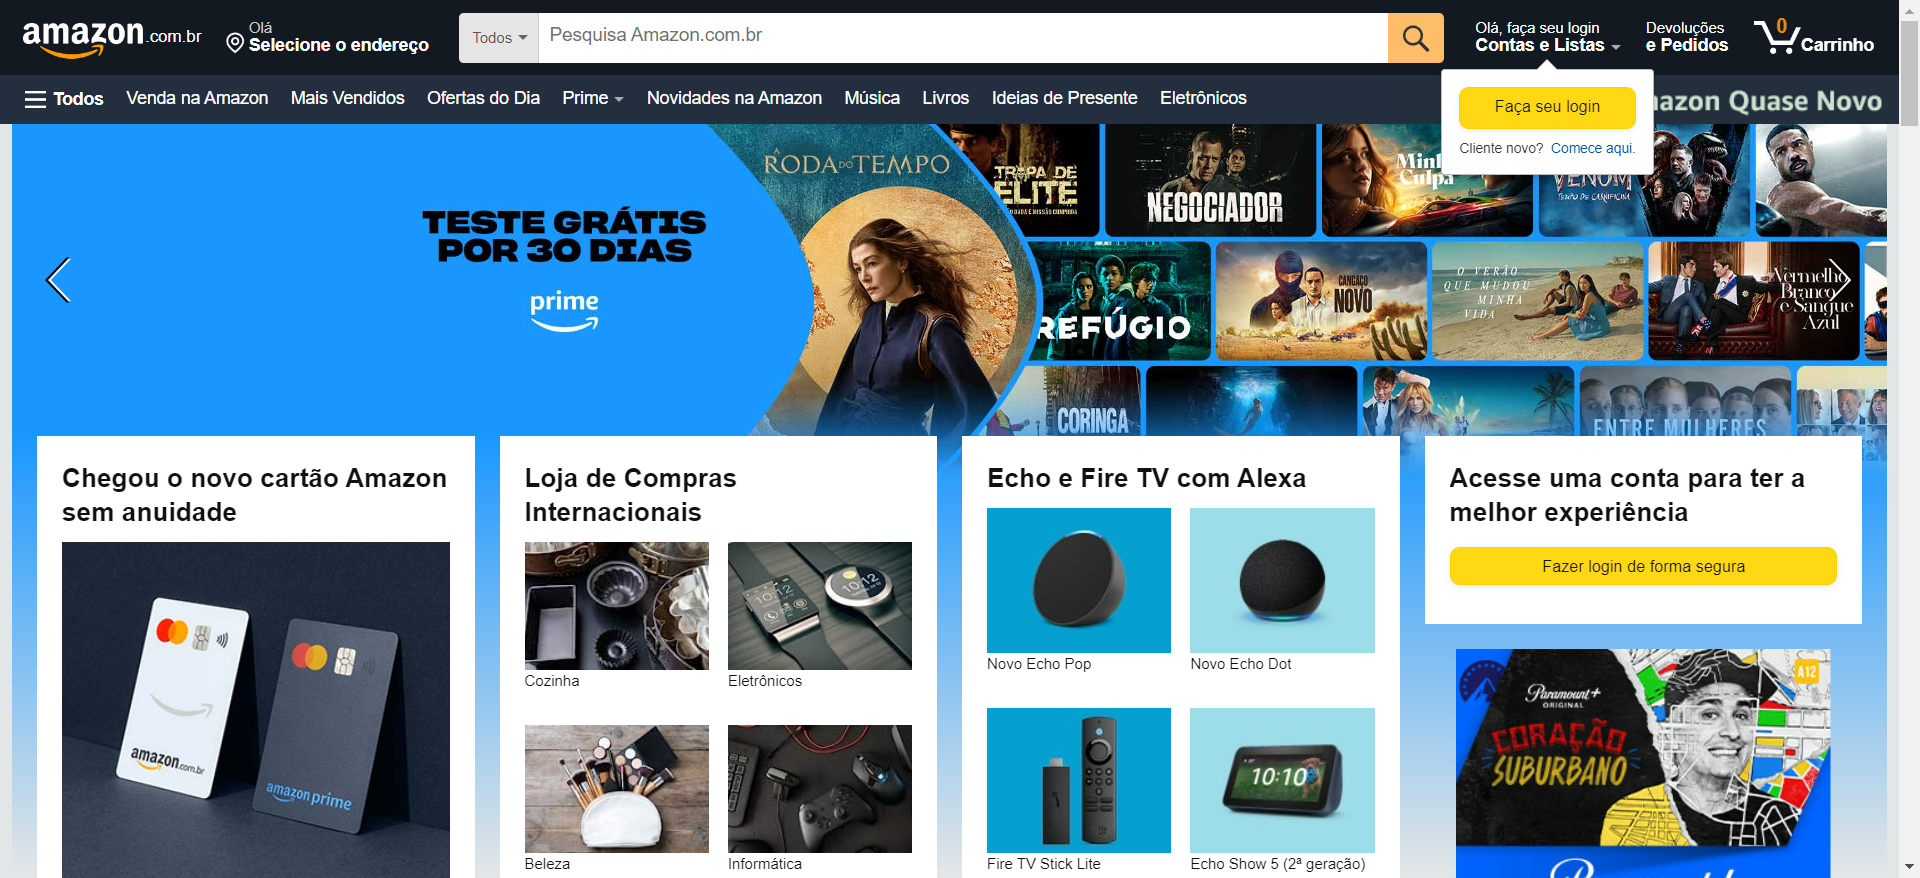 amazon.com.br
Olá
Selecione o endereço
Todos
Pesquisa Amazon.com.br
Olá, faça seu login
Contas e Listas
Devoluções
e Pedidos
0
Carrinho
Todos
Venda na Amazon
Mais Vendidos
Ofertas do Dia
Prime
Novidades na Amazon
Música
Livros
Ideias de Presente
Eletrônicos
mazon Quase Novo
Faça seu login
Cliente novo? Comece aqui.
TESTE GRÁTIS
POR 30 DIAS
prime
A
RODA DO TEMPO
TROPA DE
ELITE
NEGOCIADOR
Minha
Culpa
VENOM
TEMPO DE CARNIFICINA
REFÚGIO
CANGAÇO
NOVO
O VERÃO
QUE MUDOU
MINHA
VIDA
Vermelho,
Branco
e Sangue
Azul
CORINGA
ENTRE MULHERES
Chegou o novo cartão Amazon
sem anuidade
amazon.com.br
amazon prime
Loja de Compras
Internacionais
10:12
10:12
Cozinha
Eletrônicos
Beleza
Informática
Echo e Fire TV com Alexa
Novo Echo Pop
Novo Echo Dot
10:10
Fire TV Stick Lite
Echo Show 5 (2ª geração)
Acesse uma conta para ter a
melhor experiência
Fazer login de forma segura
A12
Paramount+
ORIGINAL
CORAÇÃO
SUBURBANO